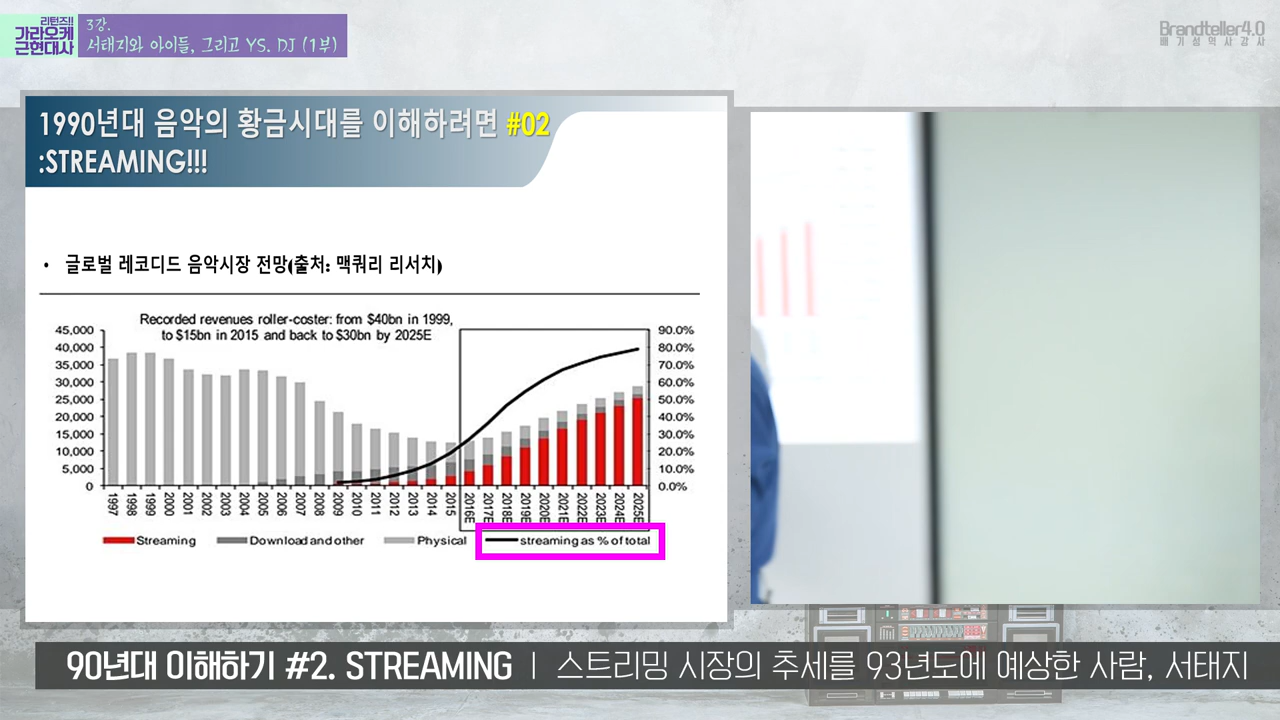 리턴즈!!
가라오케
근현대사
3강.
서태지와 아이들, 그리고 YS. DJ (1부)
Brandteller4.0
배기성역사강사
1990년대 음악의 황금시대를 이해하려면 #02
:STREAMING!!!
• 글로벌 레코디드 음악시장 전망(출처: 맥쿼리 리서치)
Recorded revenues roller-coster: from $40bn in 1999,
to $15bn in 2015 and back to $30bn by 2025E
45,000 90.0%
40,000 80.0%
35,000 70.0%
30,000 60.0%
25,000 50.0%
20,000 40.0%
15,000 30.0%
10,000 20.0%
5,000 10.0%
0 0.0%
1997 1998 1999 2000 2001 2002 2003 2004 2005 2006 2007 2008 2009 2010 2011 2012 2013 2014 2015 2016E 2017E 2018E 2019E 2020E 2021E 2022E 2023E 2024E 2025E
Streaming Download and other Physical streaming as % of total
90년대 이해하기 #2. STREAMING | 스트리밍 시장의 추세를 93년도에 예상한 사람, 서태지